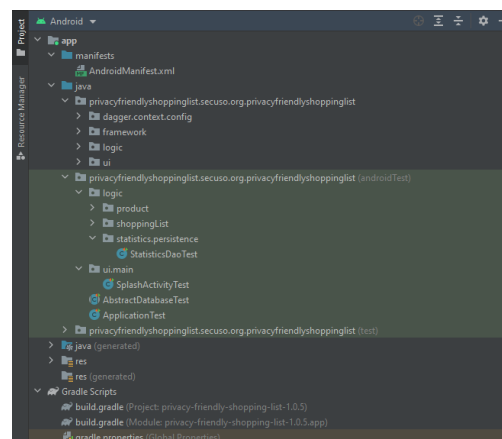 Project
Resource Manager
Android
app
manifests
AndroidManifest.xml
java
privacyfriendlyshoppinglist.secuso.org.privacyfriendlyshoppinglist
dagger.context.config
framework
logic
ui
privacyfriendlyshoppinglist.secuso.org.privacyfriendlyshoppinglist (androidTest)
logic
product
shoppingList
statistics.persistence
StatisticsDaoTest
ui.main
SplashActivityTest
AbstractDatabaseTest
ApplicationTest
privacyfriendlyshoppinglist.secuso.org.privacyfriendlyshoppinglist (test)
java (generated)
res
res (generated)
Gradle Scripts
build.gradle (Project: privacy-friendly-shopping-list-1.0.5)
build.gradle (Module: privacy-friendly-shopping-list-1.0.5.app)
gradle.properties (Global Properties)